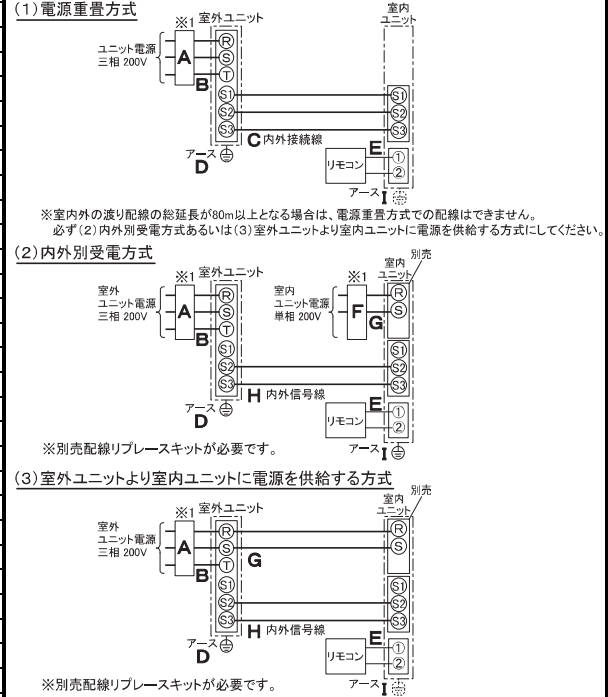 (1)電源重畳方式
※1 室外ユニット
室内
ユニット
ユニット電源
三相 200V
A
B
R
S
T
S1
S2
S3
S1
S2
S3
C 内外接続線
アース
D
リモコン
E
①
②
アース I
※室内外の渡り配線の総延長が80m以上となる場合は、電源重畳方式での配線はできません。
必ず(2)内外別受電方式あるいは(3)室外ユニットより室内ユニットに電源を供給する方式にしてください。
(2)内外別受電方式
※1 室外ユニット
※1
室内
ユニット
別売
室外
ユニット電源
三相 200V
A
B
R
S
T
S1
S2
S3
室内
ユニット電源
単相 200V
F
G
R
S
S1
S2
S3
H 内外信号線
アース
D
リモコン
E
①
②
アース I
※別売配線リプレースキットが必要です。
(3)室外ユニットより室内ユニットに電源を供給する方式
※1 室外ユニット
室内
ユニット
別売
室外
ユニット電源
三相 200V
A
B
R
S
T
S1
S2
S3
G
R
S
S1
S2
S3
H 内外信号線
アース
D
リモコン
E
①
②
アース I
※別売配線リプレースキットが必要です。